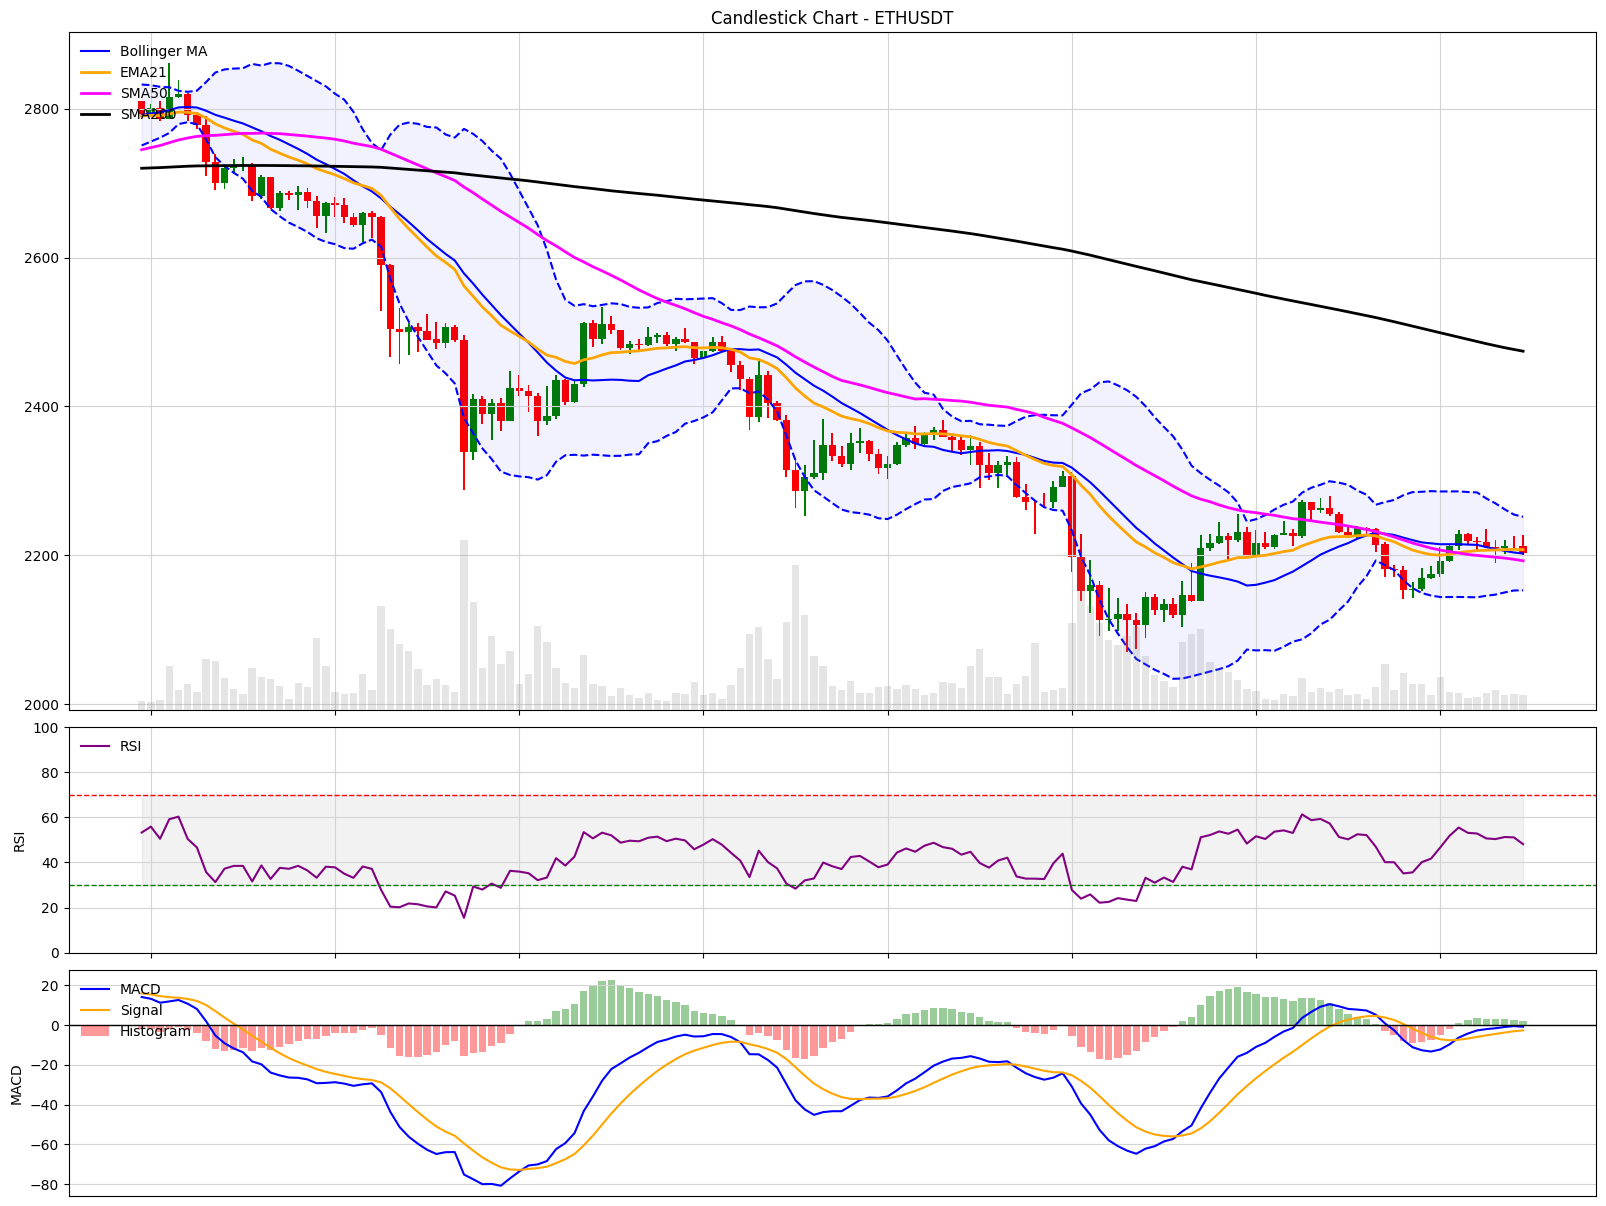 Candlestick Chart - ETHUSDT
Bollinger MA
EMA21
SMA50
SMA200
2800
2600
2400
2200
2000
RSI
100
80
60
40
20
0
RSI
MACD
Signal
Histogram
20
0
−20
−40
−60
−80
MACD